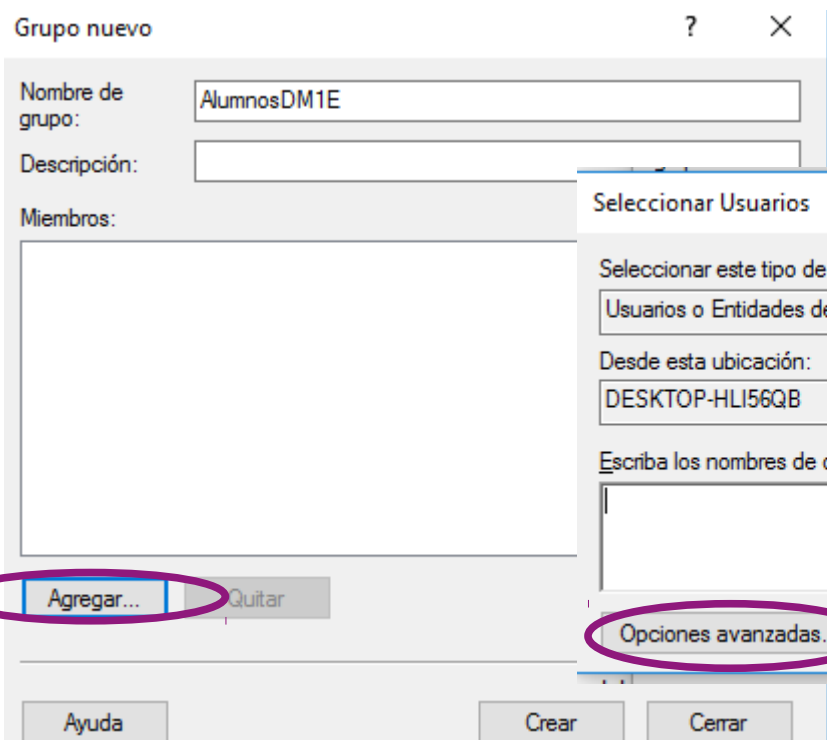 Grupo nuevo
?
Nombre de
grupo:
AlumnosDM1E
Descripción:
Miembros:
Agregar...
Quitar
Ayuda
Crear
Cerrar
Seleccionar Usuarios
Seleccionar este tipo de
Usuarios o Entidades de
Desde esta ubicación:
DESKTOP-HLI56QB
Escriba los nombres de
Opciones avanzadas.